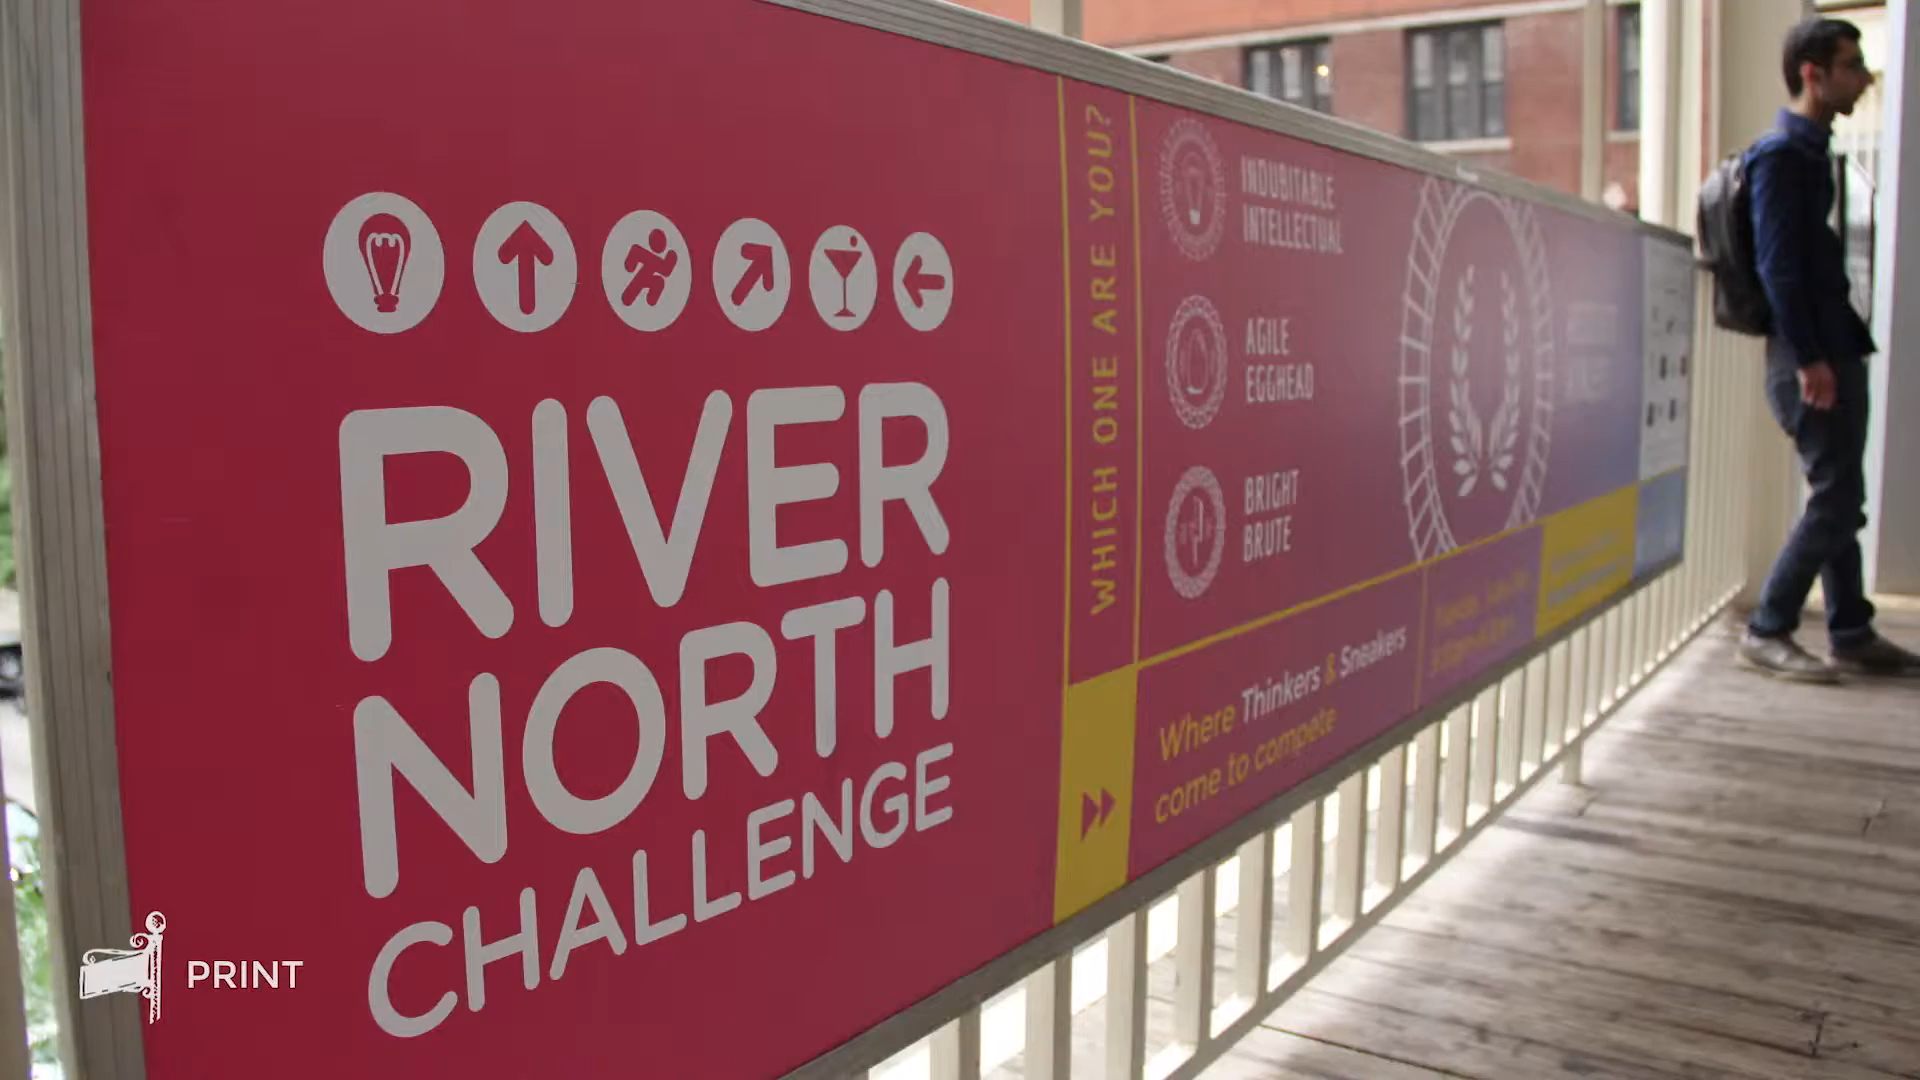 RIVER
NORTH
CHALLENGE
WHICH ONE ARE YOU?
INDUBITABLE
INTELLECTUAL
AGILE
EGGHEAD
BRIGHT
BRUTE
Where Thinkers & Sneakers
come to compete
PRINT